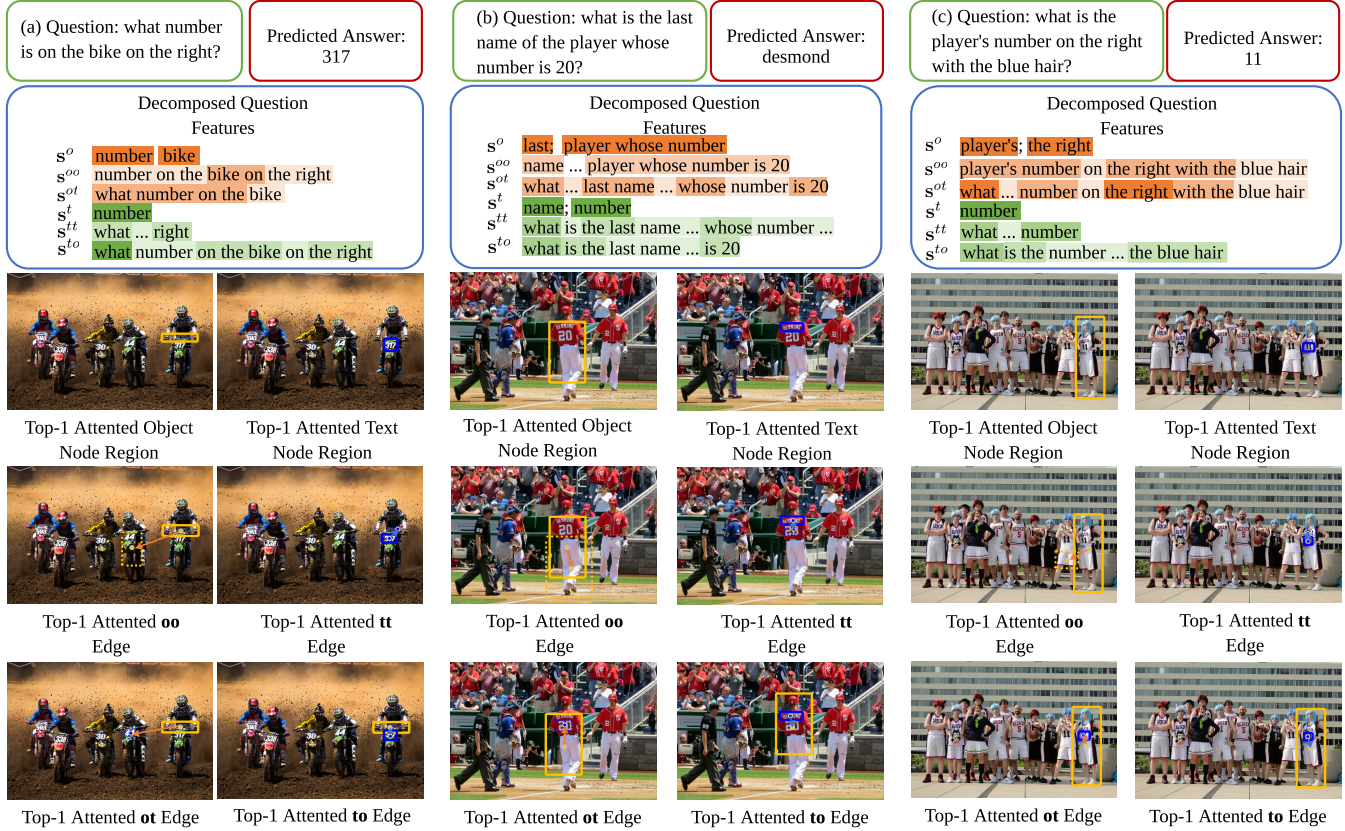 (a) Question: what number
is on the bike on the right?
Predicted Answer:
317
Decomposed Question
Features
s^o number bike
s^oo number on the bike on the right
s^ot what number on the bike
s^t number
s^tt what ... right
s^to what number on the bike on the right
338
30
44
317
338
30
44
Top-1 Attented Object
Node Region
Top-1 Attented Text
Node Region
Top-1 Attented oo
Edge
Top-1 Attented tt
Edge
Top-1 Attented ot Edge
Top-1 Attented to Edge
(b) Question: what is the last
name of the player whose
number is 20?
Predicted Answer:
desmond
Decomposed Question
Features
s^o last; player whose number
s^oo name ... player whose number is 20
s^ot what ... last name ... whose number is 20
s^t name; number
s^tt what is the last name ... whose number ...
s^to what is the last name ... is 20
20
20
Top-1 Attented Object
Node Region
Top-1 Attented Text
Node Region
20
Top-1 Attented oo
Edge
Top-1 Attented tt
Edge
Top-1 Attented ot Edge
Top-1 Attented to Edge
(c) Question: what is the
player's number on the right
with the blue hair?
Predicted Answer:
11
Decomposed Question
Features
s^o player's; the right
s^oo player's number on the right with the blue hair
s^ot what ... number on the right with the blue hair
s^t number
s^tt what ... number
s^to what is the number ... the blue hair
Top-1 Attented Object
Node Region
Top-1 Attented Text
Node Region
Top-1 Attented oo
Edge
Top-1 Attented tt
Edge
Top-1 Attented ot Edge
Top-1 Attented to Edge